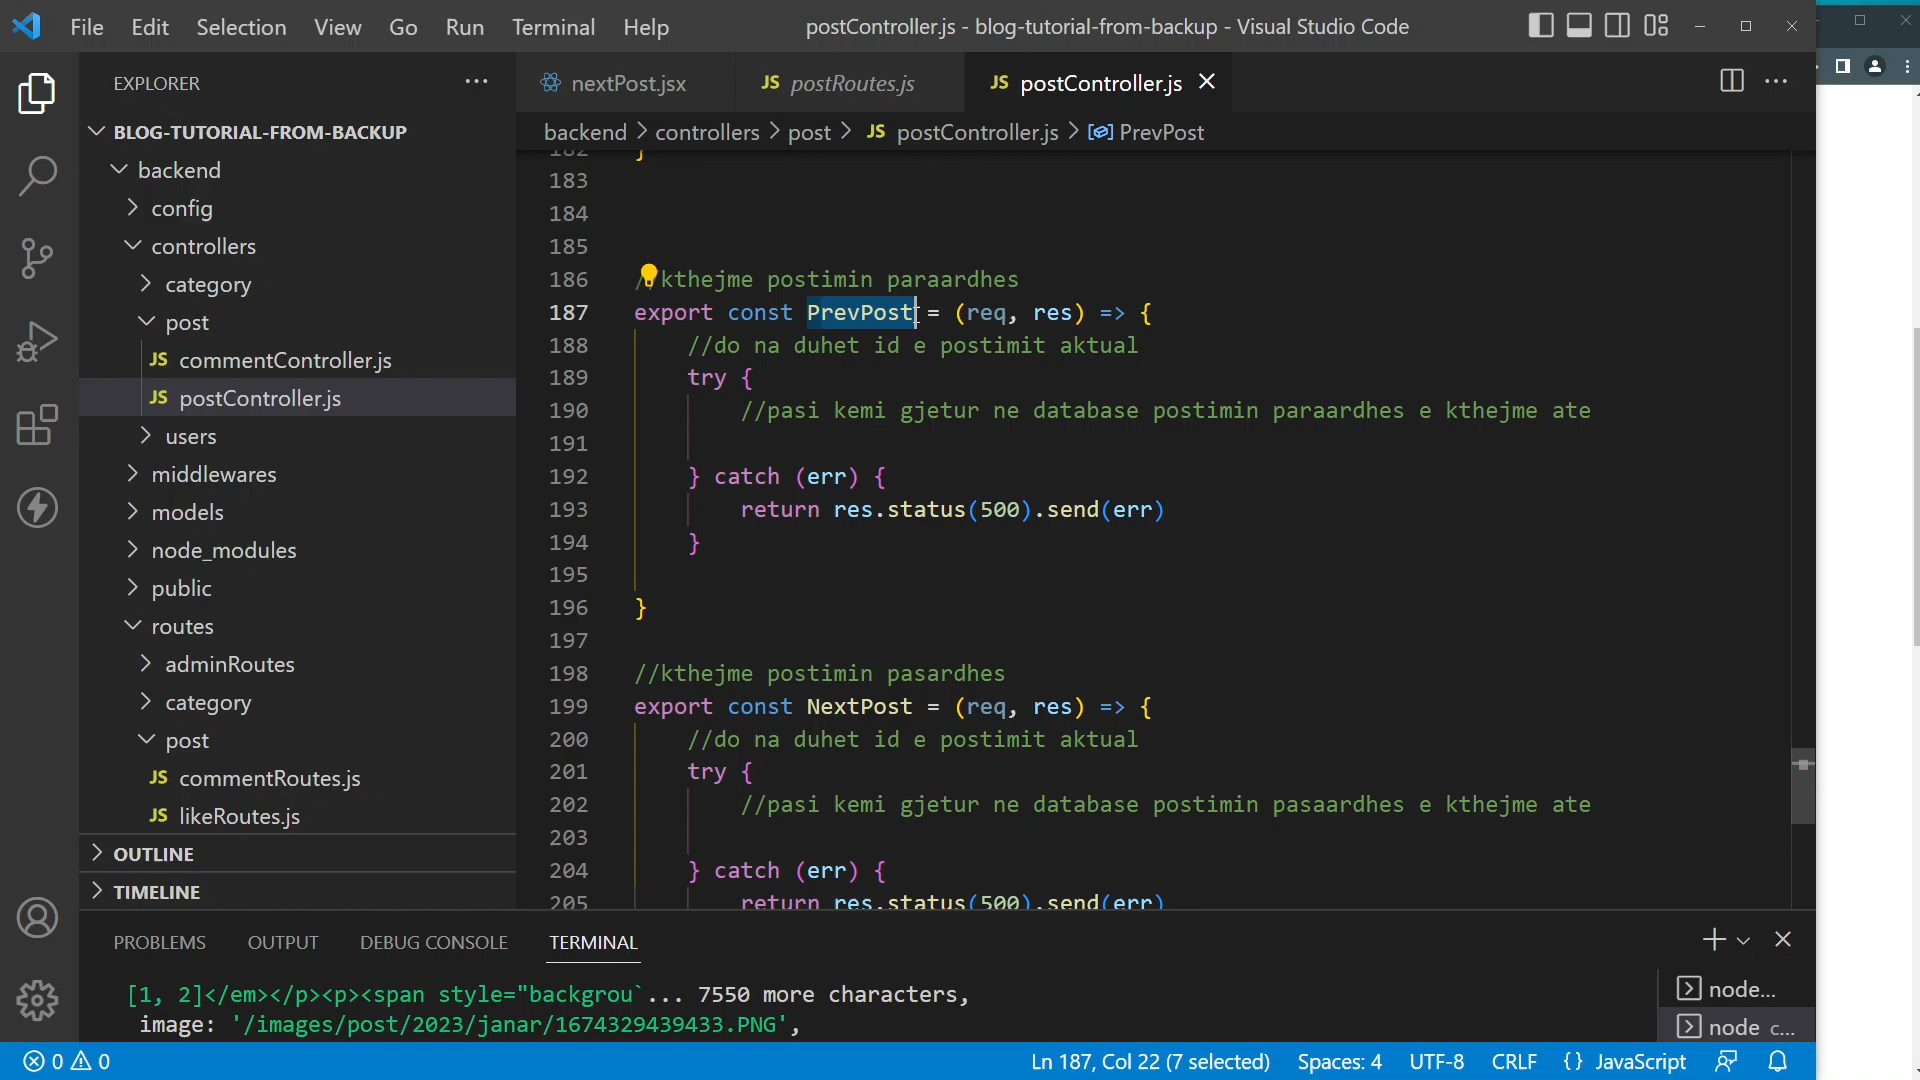 File Edit Selection View Go Run Terminal Help
postController.js - blog-tutorial-from-backup - Visual Studio Code
EXPLORER
BLOG-TUTORIAL-FROM-BACKUP
backend
config
controllers
category
post
JS commentController.js
JS postController.js
users
middlewares
models
node_modules
public
routes
adminRoutes
category
post
JS commentRoutes.js
JS likeRoutes.js
OUTLINE
TIMELINE
nextPost.jsx JS postRoutes.js JS postController.js
backend > controllers > post > JS postController.js > PrevPost
182 }
183
184
185
186 //kthejme postimin paraardhes
187 export const PrevPost = (req, res) => {
188 //do na duhet id e postimit aktual
189 try {
190 //pasi kemi gjetur ne database postimin paraardhes e kthejme ate
191
192 } catch (err) {
193 return res.status(500).send(err)
194 }
195
196 }
197
198 //kthejme postimin pasardhes
199 export const NextPost = (req, res) => {
200 //do na duhet id e postimit aktual
201 try {
202 //pasi kemi gjetur ne database postimin pasaardhes e kthejme ate
203
204 } catch (err) {
205 return res.status(500).send(err)
PROBLEMS OUTPUT DEBUG CONSOLE TERMINAL
[1, 2]</em></p><p><span style="backgrou`... 7550 more characters,
image: '/images/post/2023/janar/1674329439433.PNG',
node...
node c...
0 0
Ln 187, Col 22 (7 selected) Spaces: 4 UTF-8 CRLF {} JavaScript